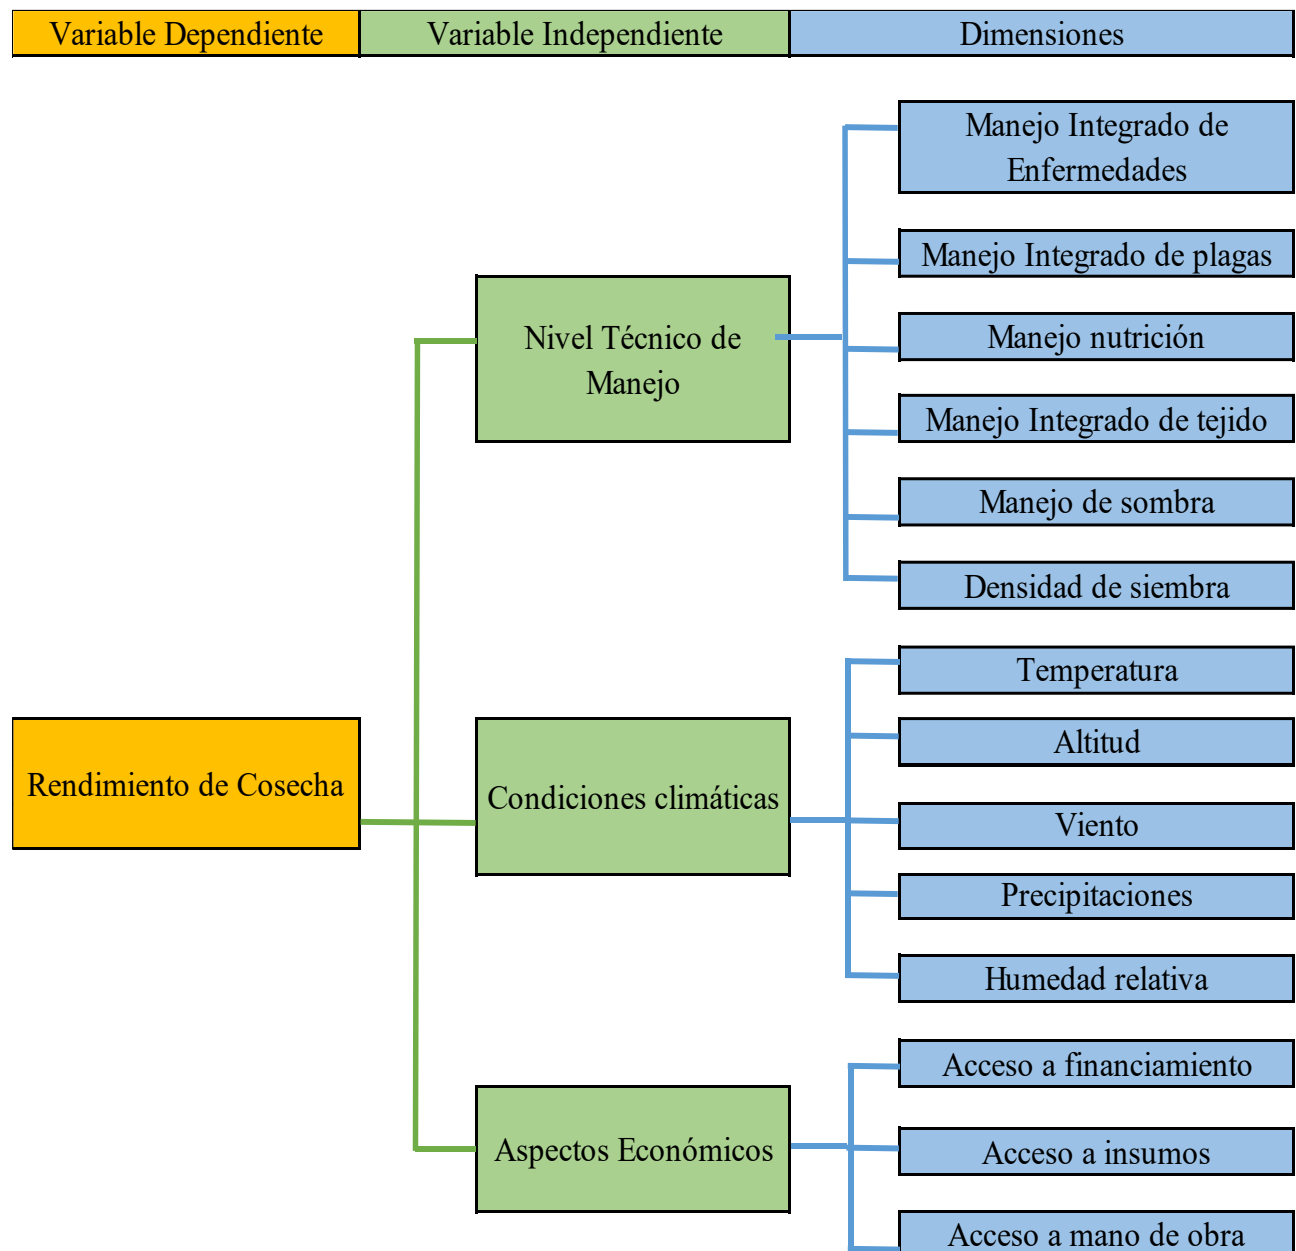 Variable Dependiente
Variable Independiente
Dimensiones
Manejo Integrado de
Enfermedades
Manejo Integrado de plagas
Nivel Técnico de
Manejo
Manejo nutrición
Manejo Integrado de tejido
Manejo de sombra
Densidad de siembra
Rendimiento de Cosecha
Condiciones climáticas
Temperatura
Altitud
Viento
Precipitaciones
Humedad relativa
Aspectos Económicos
Acceso a financiamiento
Acceso a insumos
Acceso a mano de obra